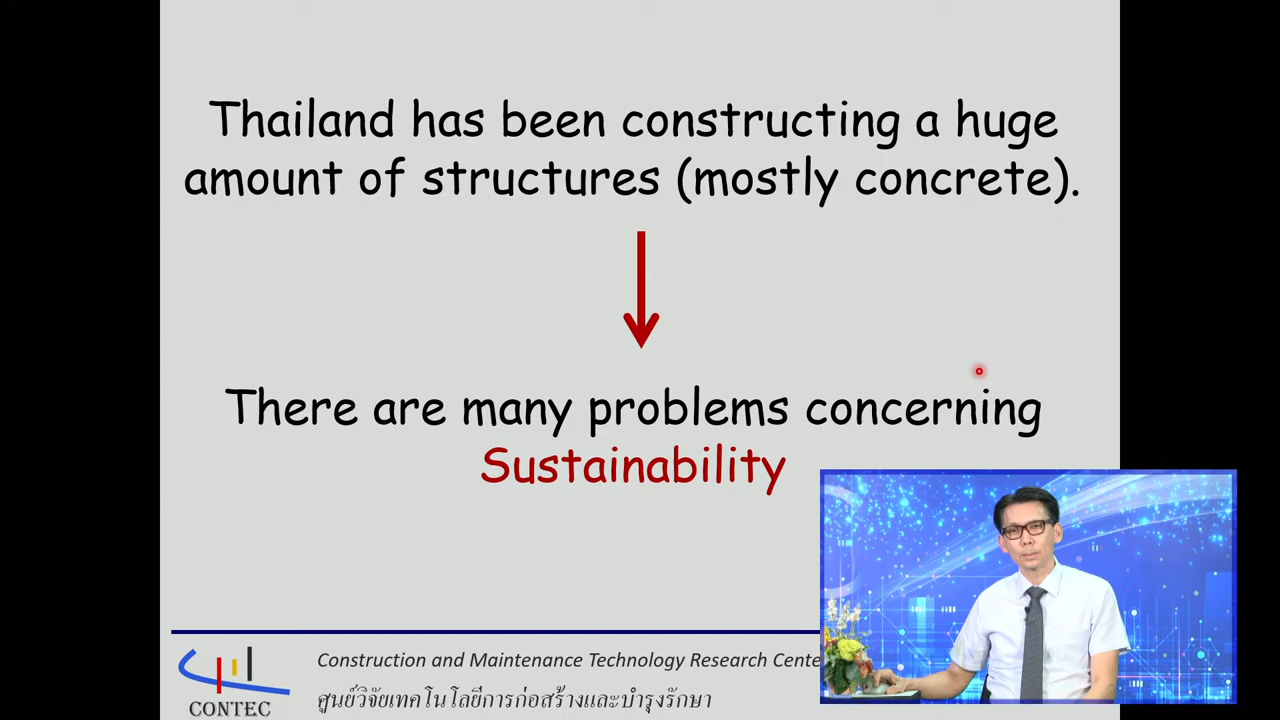 Thailand has been constructing a huge
amount of structures (mostly concrete).
There are many problems concerning
Sustainability
Construction and Maintenance Technology Research Cente
ศูนย์วิจัยเทคโนโลยีการก่อสร้างและบำรุงรักษา
CONTEC